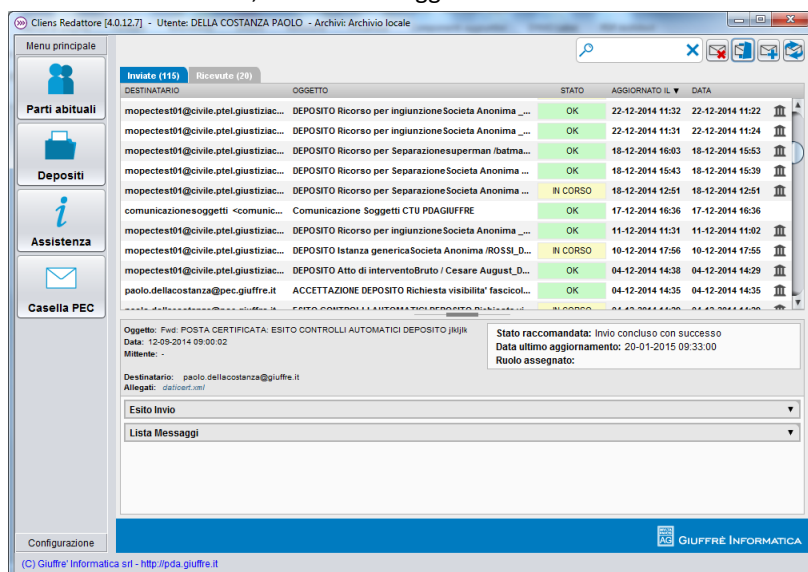 Cliens Redattore [4.0.12.7] - Utente: DELLA COSTANZA PAOLO - Archivi: Archivio locale
Menu principale
Parti abituali
Depositi
Assistenza
Casella PEC
Configurazione
Inviate (115) Ricevute (20)
DESTINATARIO OGGETTO STATO AGGIORNATO IL ▼ DATA
mopectest01@civile.ptel.giustiziac... DEPOSITO Ricorso per ingiunzioneSocieta Anonima _... OK 22-12-2014 11:32 22-12-2014 11:22
mopectest01@civile.ptel.giustiziac... DEPOSITO Ricorso per ingiunzioneSocieta Anonima _... OK 22-12-2014 11:31 22-12-2014 11:24
mopectest01@civile.ptel.giustiziac... DEPOSITO Ricorso per Separazionesuperman /batma... OK 18-12-2014 16:03 18-12-2014 15:53
mopectest01@civile.ptel.giustiziac... DEPOSITO Ricorso per SeparazioneSocieta Anonima ... OK 18-12-2014 15:43 18-12-2014 15:39
mopectest01@civile.ptel.giustiziac... DEPOSITO Ricorso per SeparazioneSocieta Anonima ... IN CORSO 18-12-2014 12:51 18-12-2014 12:51
comunicazionesoggetti <comunic... Comunicazione Soggetti CTU PDAGIUFFRE OK 17-12-2014 16:36 17-12-2014 16:36
mopectest01@civile.ptel.giustiziac... DEPOSITO Ricorso per ingiunzioneSocieta Anonima _... OK 11-12-2014 11:31 11-12-2014 11:02
mopectest01@civile.ptel.giustiziac... DEPOSITO Istanza genericaSocieta Anonima /ROSSI_D... IN CORSO 10-12-2014 17:56 10-12-2014 17:55
mopectest01@civile.ptel.giustiziac... DEPOSITO Atto di interventoBruto / Cesare August_D... OK 04-12-2014 14:38 04-12-2014 14:29
paolo.dellacostanza@pec.giuffre.it ACCETTAZIONE DEPOSITO Richiesta visibilita' fascicol... OK 04-12-2014 14:35 04-12-2014 14:35
Oggetto: Fwd: POSTA CERTIFICATA: ESITO CONTROLLI AUTOMATICI DEPOSITO jlkljlk
Data: 12-09-2014 09:00:02
Mittente: -
Destinatario: paolo.dellacostanza@giuffre.it
Allegati: daticert.xml
Stato raccomandata: Invio concluso con successo
Data ultimo aggiornamento: 20-01-2015 09:33:00
Ruolo assegnato:
Esito Invio
Lista Messaggi
AG GIUFFRÈ INFORMATICA
(C) Giuffre' Informatica srl - http://pda.giuffre.it